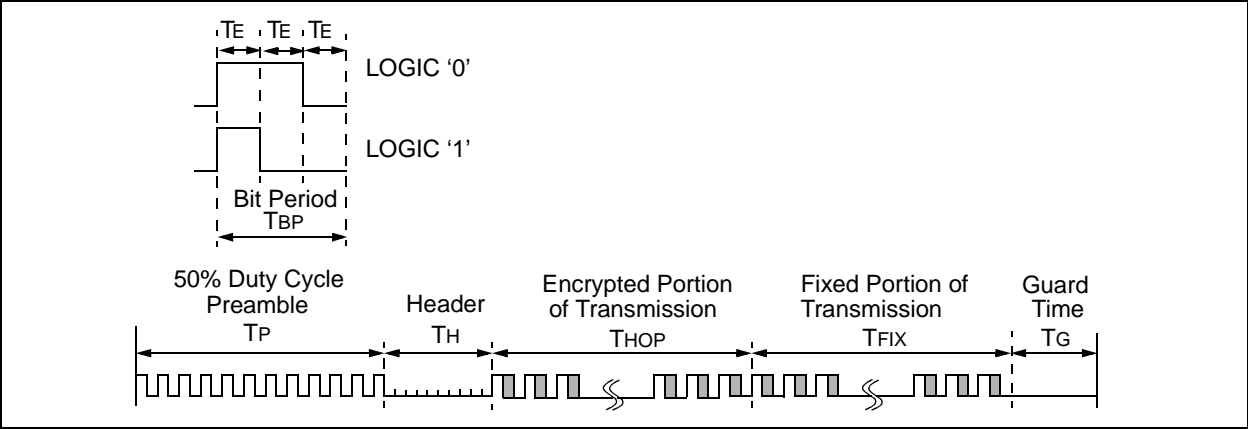 TE TE TE
LOGIC ‘0’
LOGIC ‘1’
Bit Period
TBP
50% Duty Cycle
Preamble
TP
Header
TH
Encrypted Portion
of Transmission
THOP
Fixed Portion of
Transmission
TFIX
Guard
Time
TG